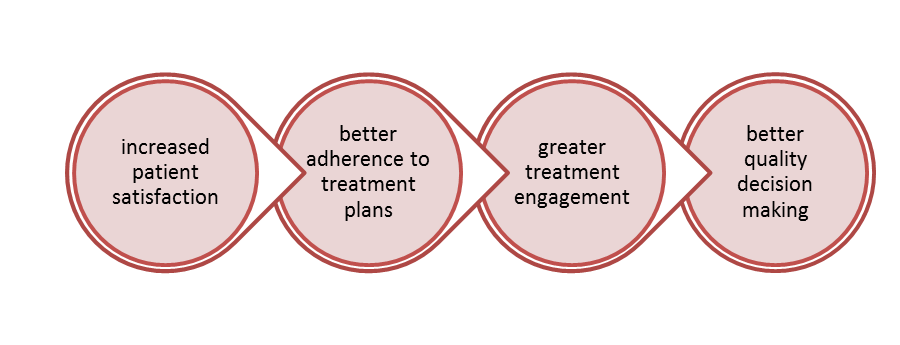 increased
patient
satisfaction
better
adherence to
treatment
plans
greater
treatment
engagement
better
quality
decision
making